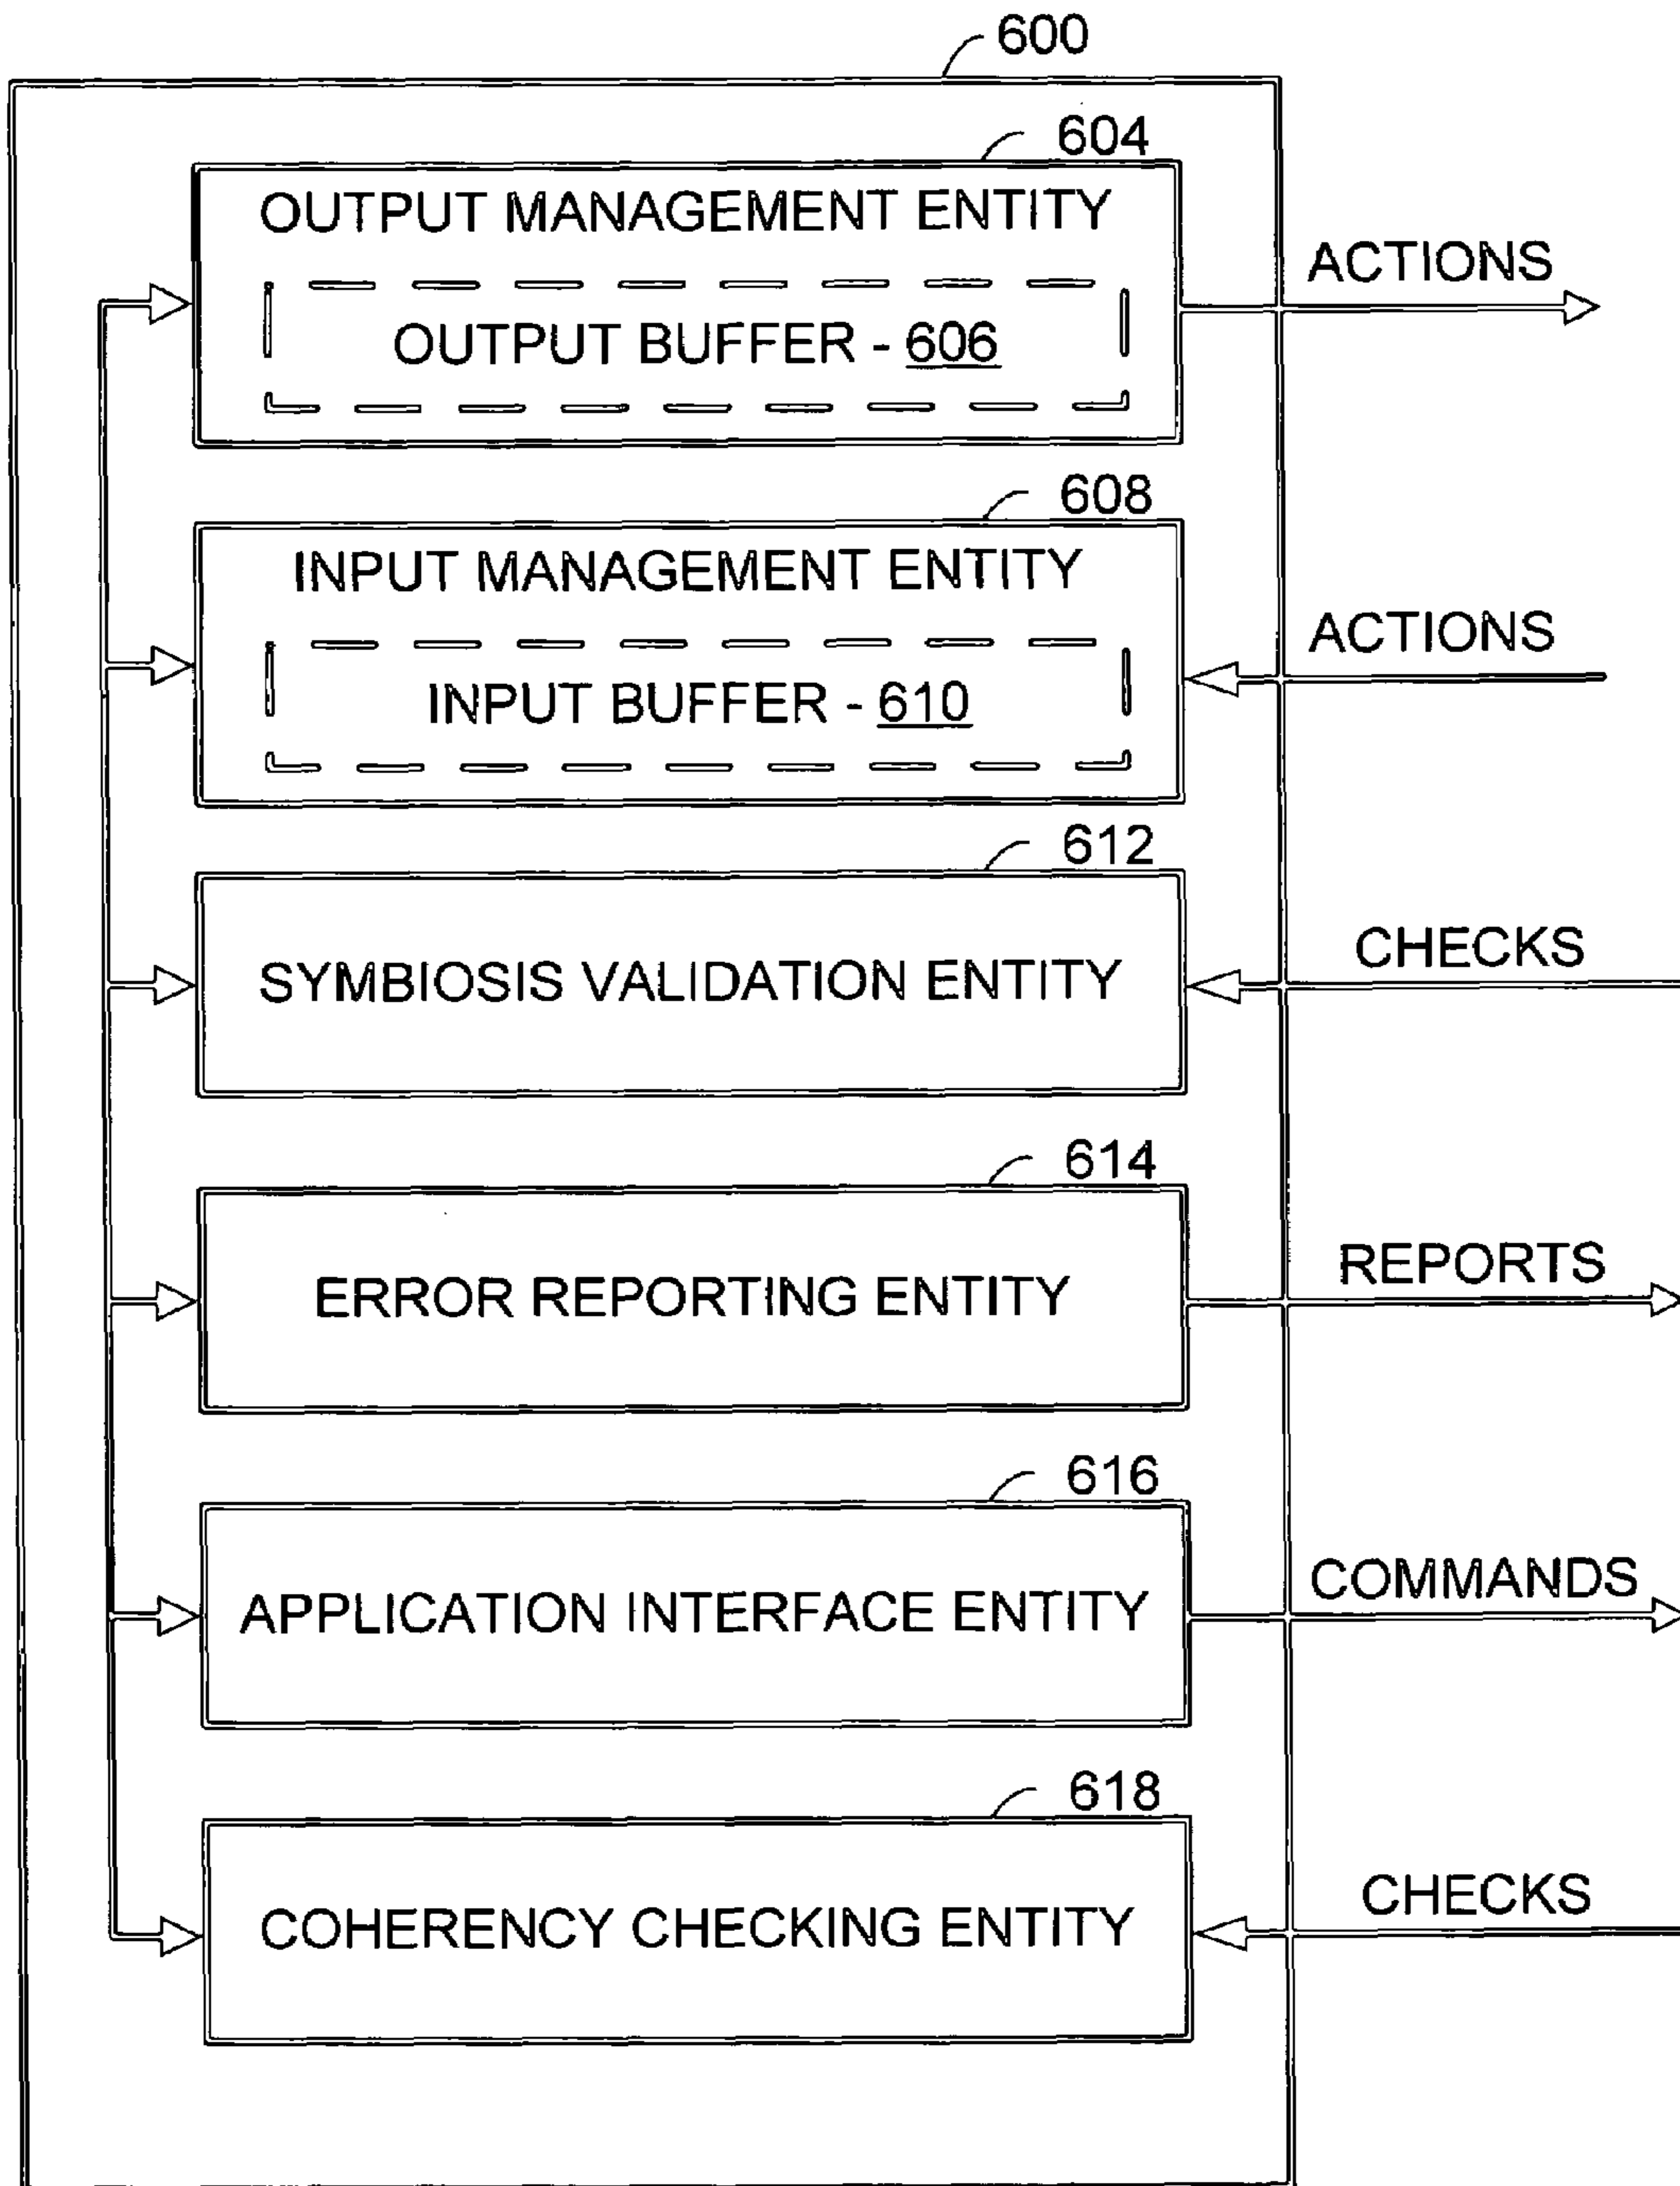 600
604
OUTPUT MANAGEMENT ENTITY
ACTIONS
OUTPUT BUFFER - 606
608
INPUT MANAGEMENT ENTITY
ACTIONS
INPUT BUFFER - 610
612
CHECKS
SYMBIOSIS VALIDATION ENTITY
614
REPORTS
ERROR REPORTING ENTITY
616
COMMANDS
APPLICATION INTERFACE ENTITY
618
CHECKS
COHERENCY CHECKING ENTITY